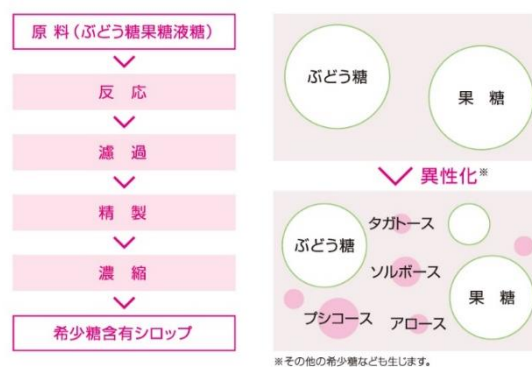 原 料（ぶどう糖果糖液糖）
反 応
濾 過
精 製
濃 縮
希少糖含有シロップ
ぶどう糖
果 糖
異性化※
タガトース
ぶどう糖
ソルボース
果 糖
プシコース
アロース
※その他の希少糖なども生じます。